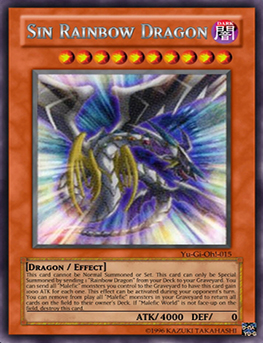 SIN RAINBOW DRAGON
DARK
闇
Yu-Gi-Oh!-015
[DRAGON / EFFECT]
This card cannot be Normal Summoned or Set. This card can only be Special
Summoned by sending 1 "Rainbow Dragon" from your Deck to your Graveyard. You
can send all "Malefic" monsters you control to the Graveyard to have this card gain
1000 ATK for each one. This effect can be activated during your opponent's turn.
You can remove from play all "Malefic" monsters in your Graveyard to return all
cards on the field to their owner's Deck. If "Malefic World" is not face-up on the
field, destroy this card.
ATK/ 4000 DEF/ 0
©1996 KAZUKI TAKAHASHI